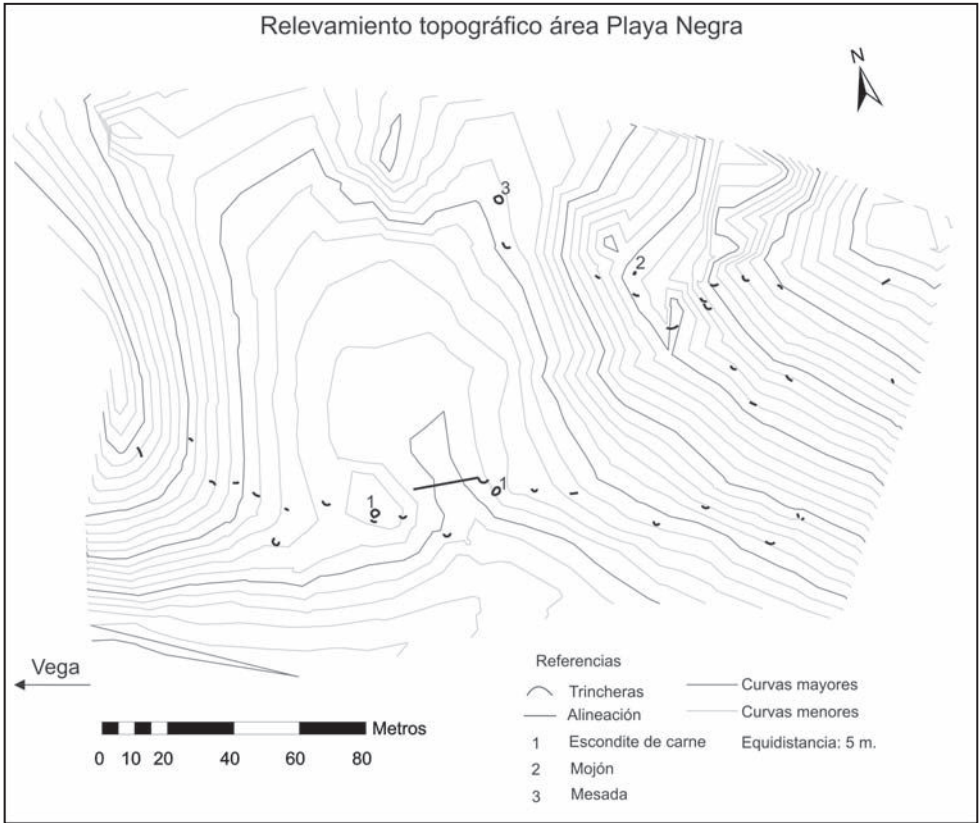 Relevamiento topográfico área Playa Negra
N
3
2
1
1
Vega
Metros
0 10 20 40 60 80
Referencias
Trincheras
Alineación
1 Escondite de carne
2 Mojón
3 Mesada
Curvas mayores
Curvas menores
Equidistancia: 5 m.